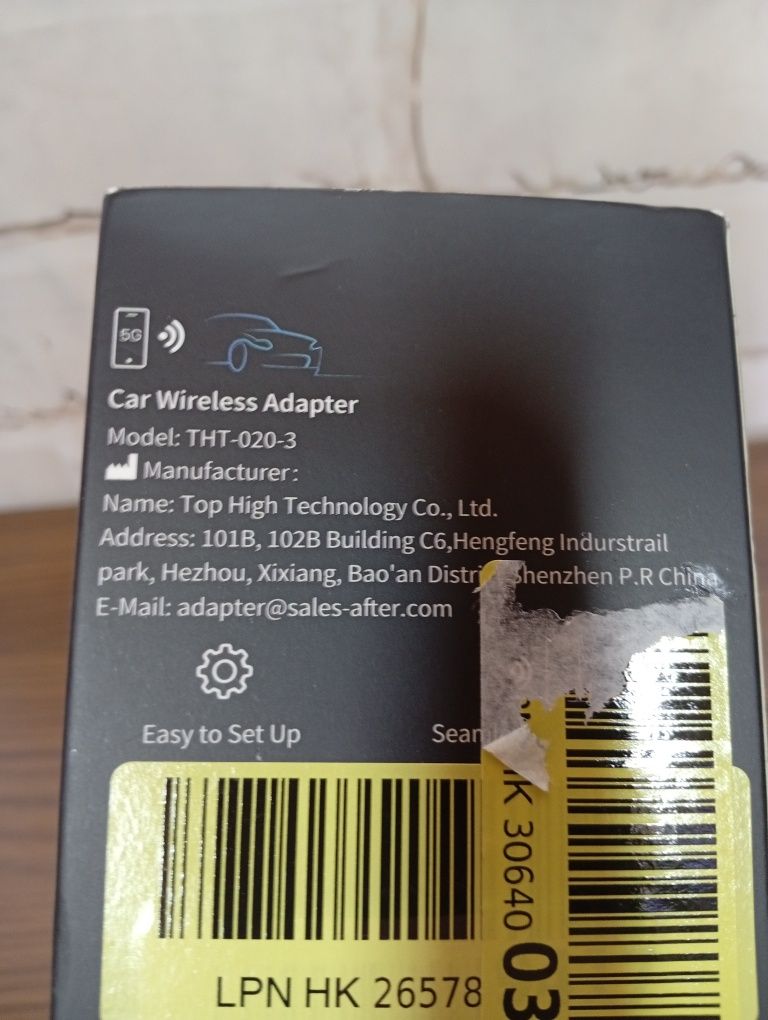 5G
Car Wireless Adapter
Model: THT-020-3
Manufacturer:
Name: Top High Technology Co., Ltd.
Address: 101B, 102B Building C6,Hengfeng Indurstrail
park, Hezhou, Xixiang, Bao'an Shenzhen P.R China
E-Mail: adapter@sales-after.com
Easy to Set Up
LPN HK 26578
HK 30640 03